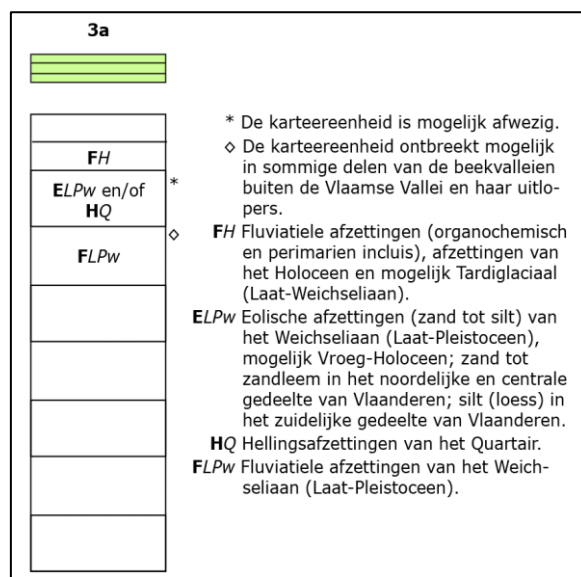 3a
FH
ELPw en/of
HQ
*
◊
FLPw
* De karteereenheid is mogelijk afwezig.
◊ De karteereenheid ontbreekt mogelijk
in sommige delen van de beekvalleien
buiten de Vlaamse Vallei en haar uitlo-
pers.
FH Fluviatiele afzettingen (organochemisch
en perimarien incluis), afzettingen van
het Holoceen en mogelijk Tardiglaciaal
(Laat-Weichseliaan).
ELPw Eolische afzettingen (zand tot silt) van
het Weichseliaan (Laat-Pleistoceen),
mogelijk Vroeg-Holoceen; zand tot
zandleem in het noordelijke en centrale
gedeelte van Vlaanderen; silt (loess) in
het zuidelijke gedeelte van Vlaanderen.
HQ Hellingsafzettingen van het Quartair.
FLPw Fluviatiele afzettingen van het Weich-
seliaan (Laat-Pleistoceen).